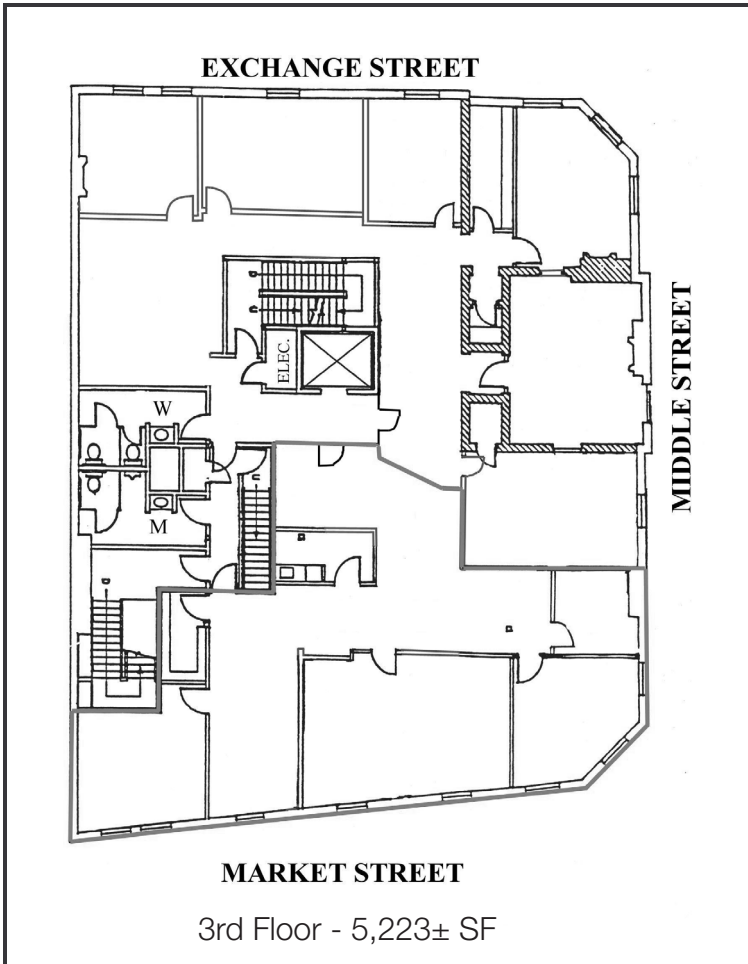 EXCHANGE STREET
MIDDLE STREET
ELEC.
W
M
MARKET STREET
3rd Floor - 5,223± SF